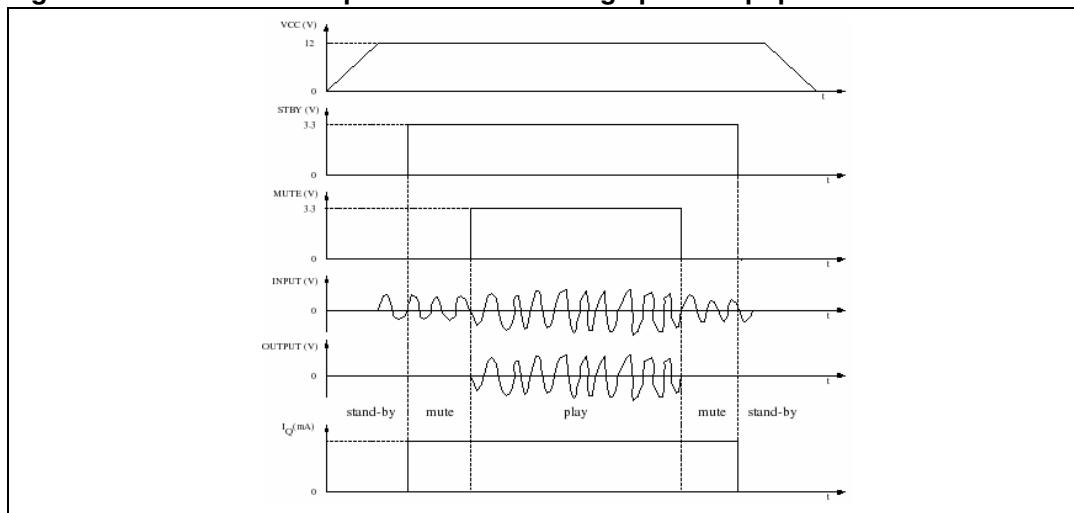 VCC (V)
12
0
t
STBY (V)
3.3
0
t
MUTE (V)
3.3
0
t
INPUT (V)
0
t
OUTPUT (V)
0
t
stand-by mute play mute stand-by
IQ(mA)
0
t